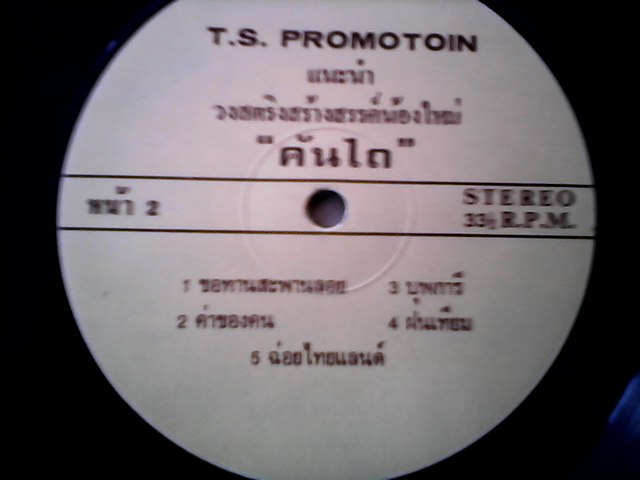 T.S. PROMOTOIN
แนะนำ
วงสตริงสร้างสรรค์น้องใหม่
"คันไถ"
หน้า 2
STEREO
33⅓ R.P.M.
1 ขอทานสะพานลอย
2 ค่าของคน
3 บุพการี
4 ฝนเทียม
5 ฉ่อยไทยแลนด์